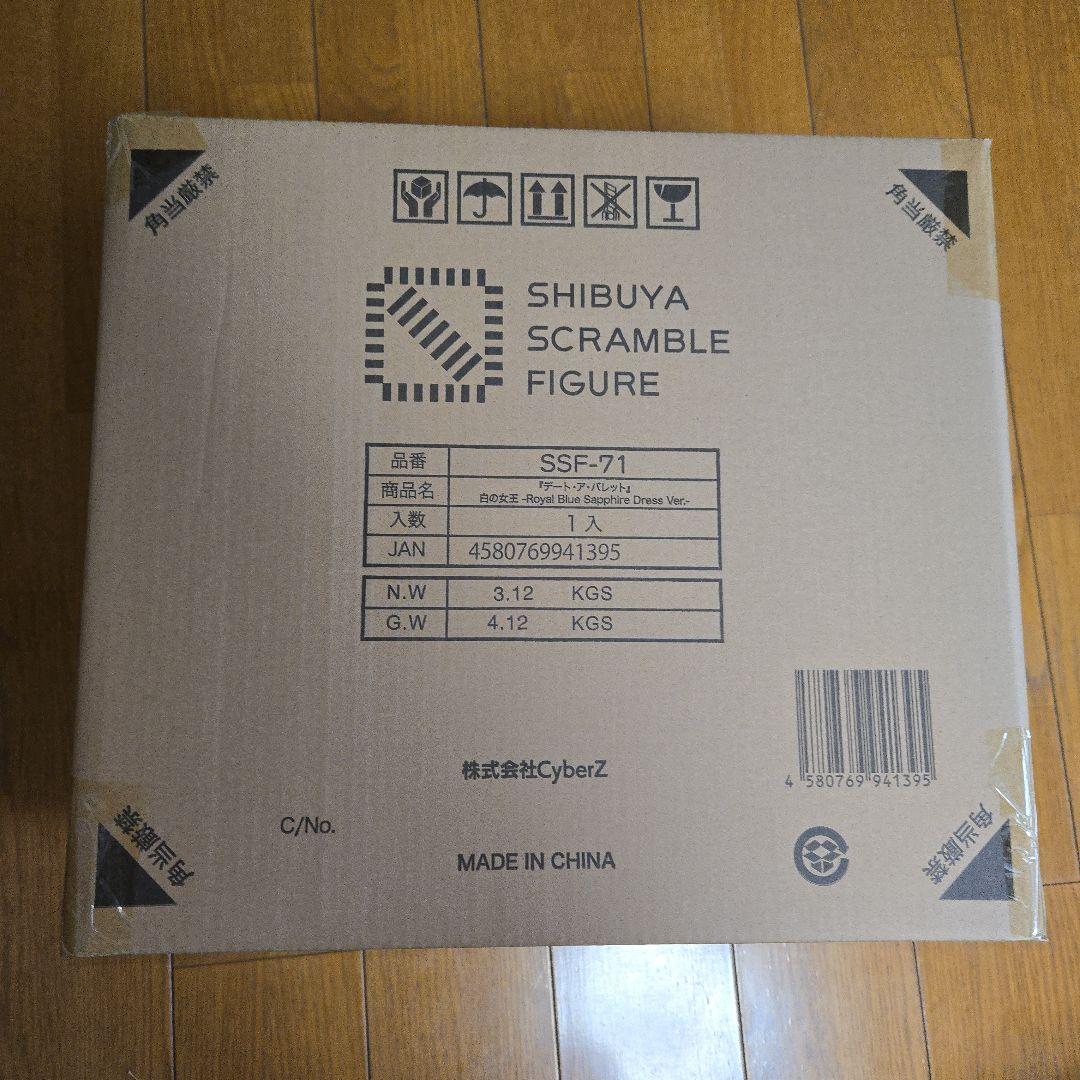 角当厳禁
角当厳禁
SHIBUYA
SCRAMBLE
FIGURE
品番 SSF-71
商品名 『デート・ア・バレット』
白の女王 -Royal Blue Sapphire Dress Ver.-
入数 1 入
JAN 4580769941395
N.W 3.12 KGS
G.W 4.12 KGS
4 580769 941395
株式会社CyberZ
C/No.
MADE IN CHINA
角当厳禁
角当厳禁